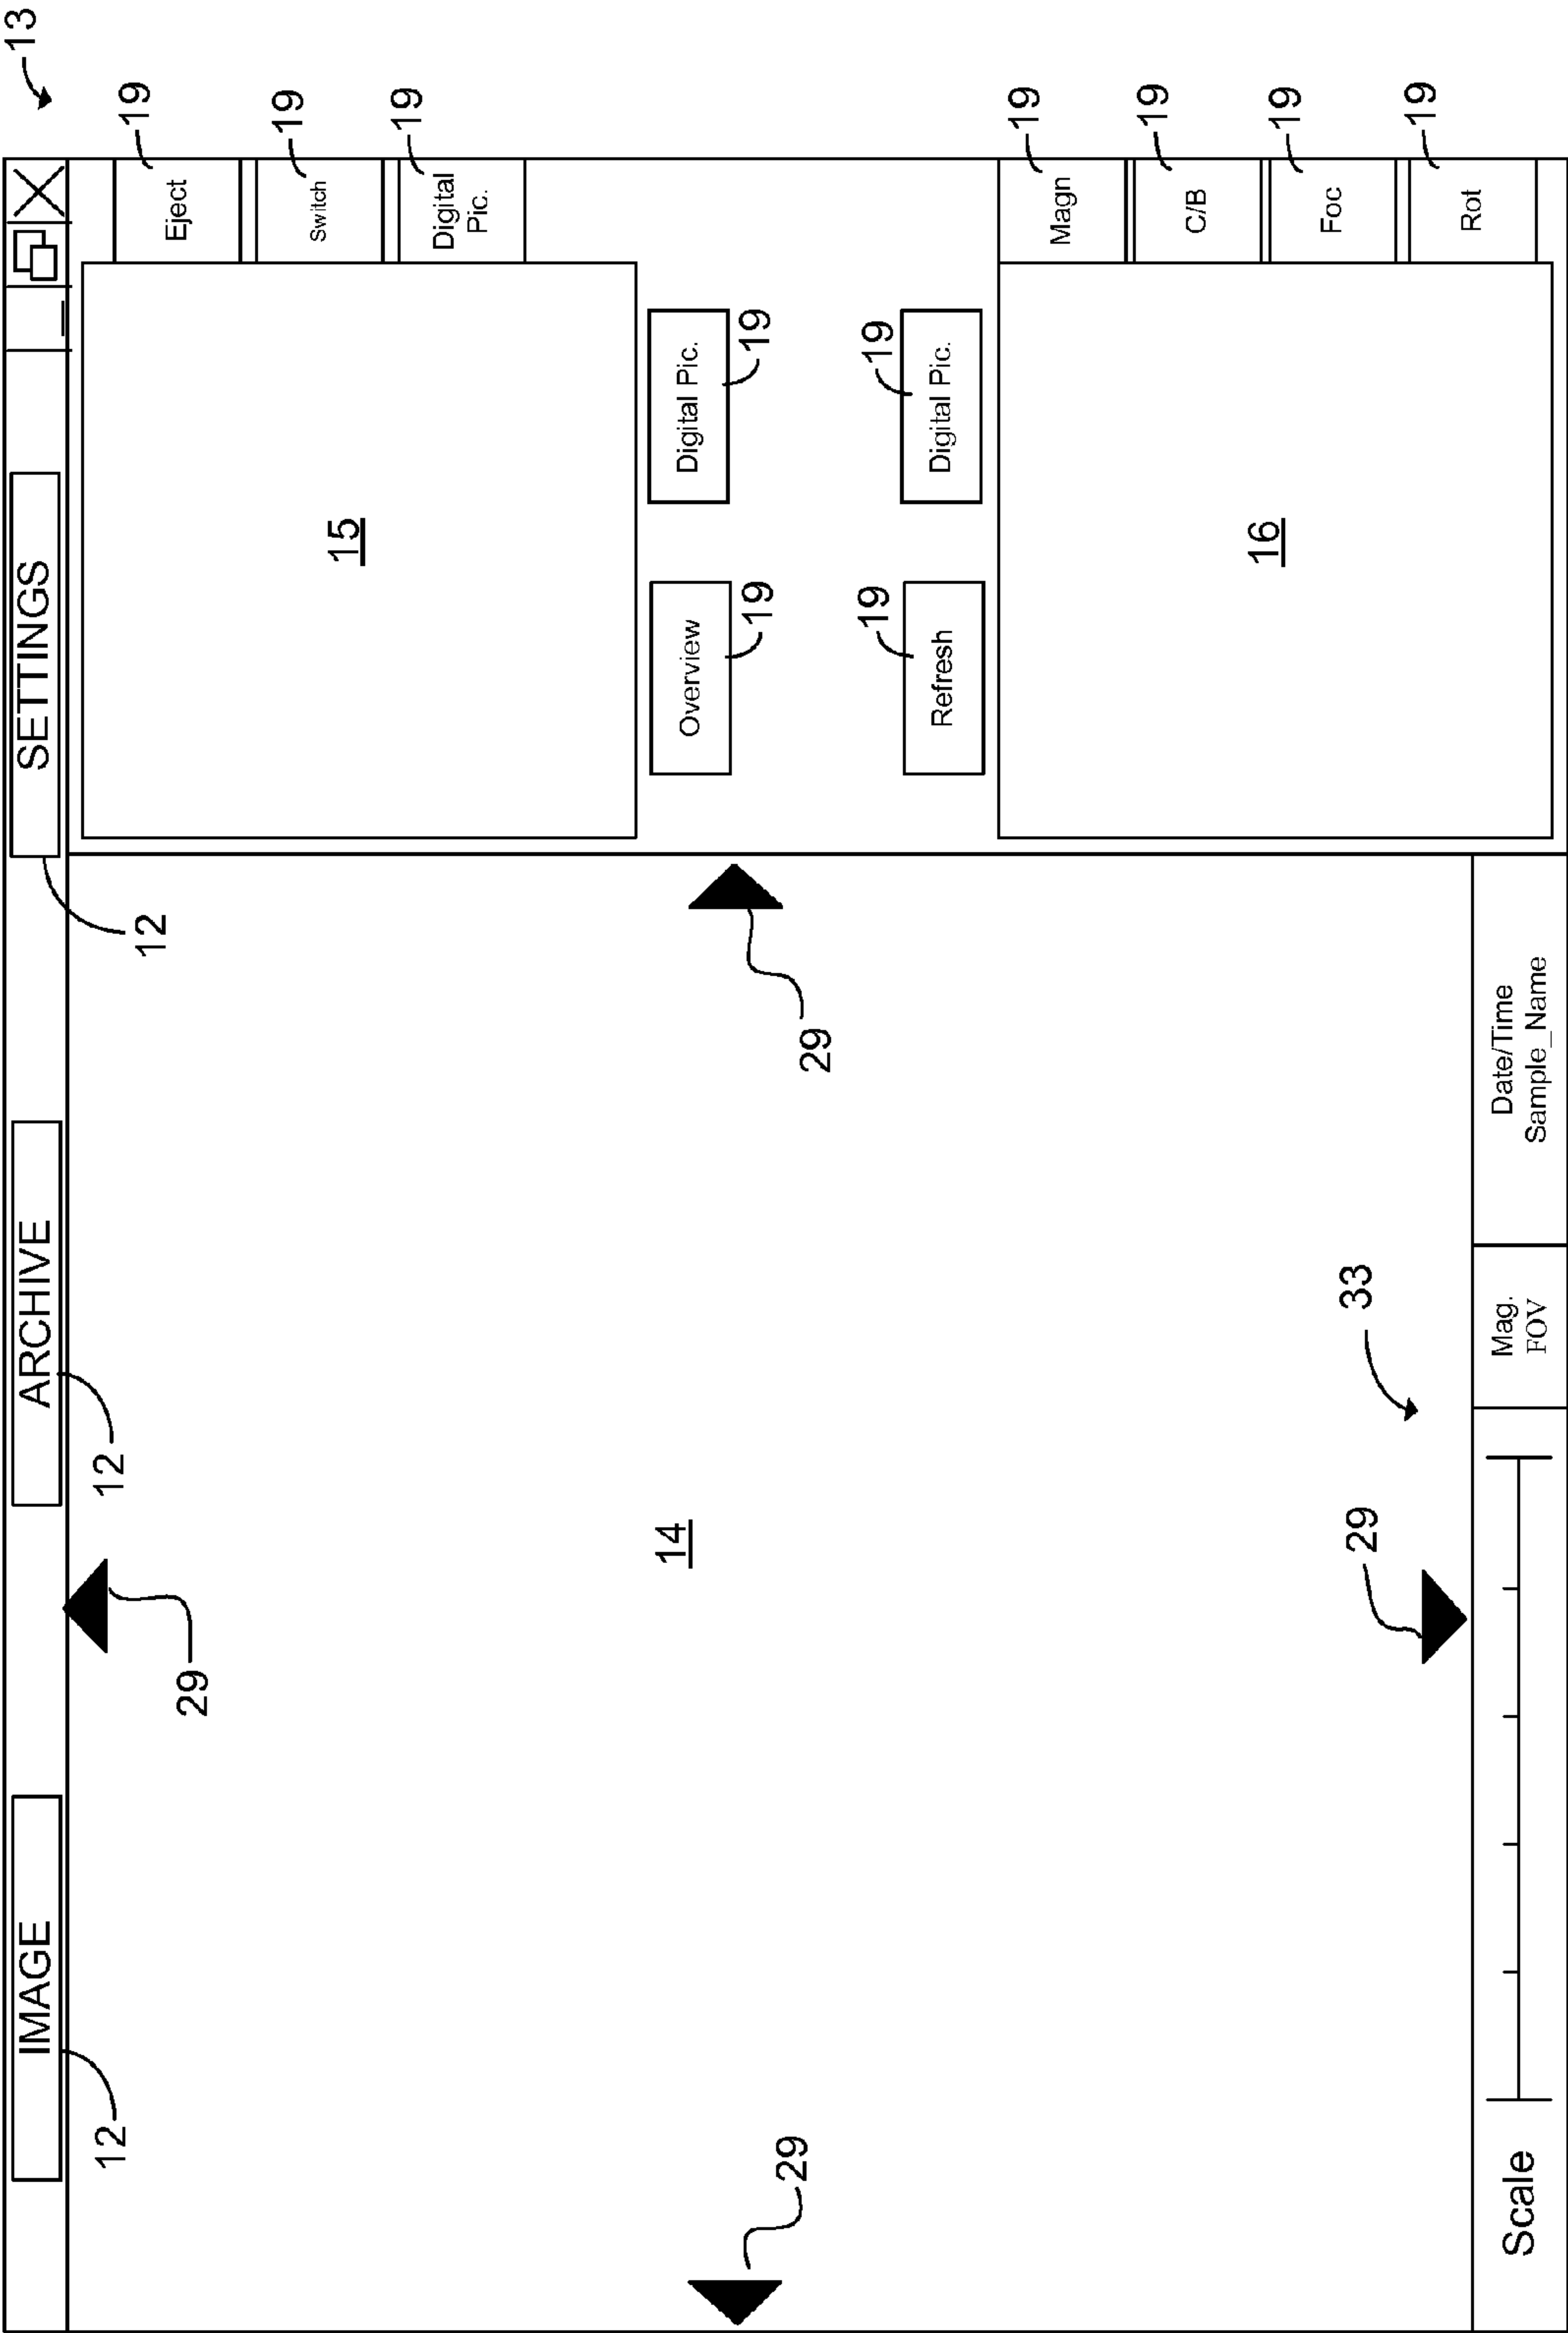 13
IMAGE
ARCHIVE
SETTINGS
12
12
12
29
29
29
29
14
15
16
Eject
19
Switch
19
Digital
Pic.
19
Overview
19
Digital Pic.
19
Refresh
19
Digital Pic.
19
Magn
19
C/B
19
Foc
19
Rot
19
33
Scale
Mag.
FOV
Date/Time
Sample_Name